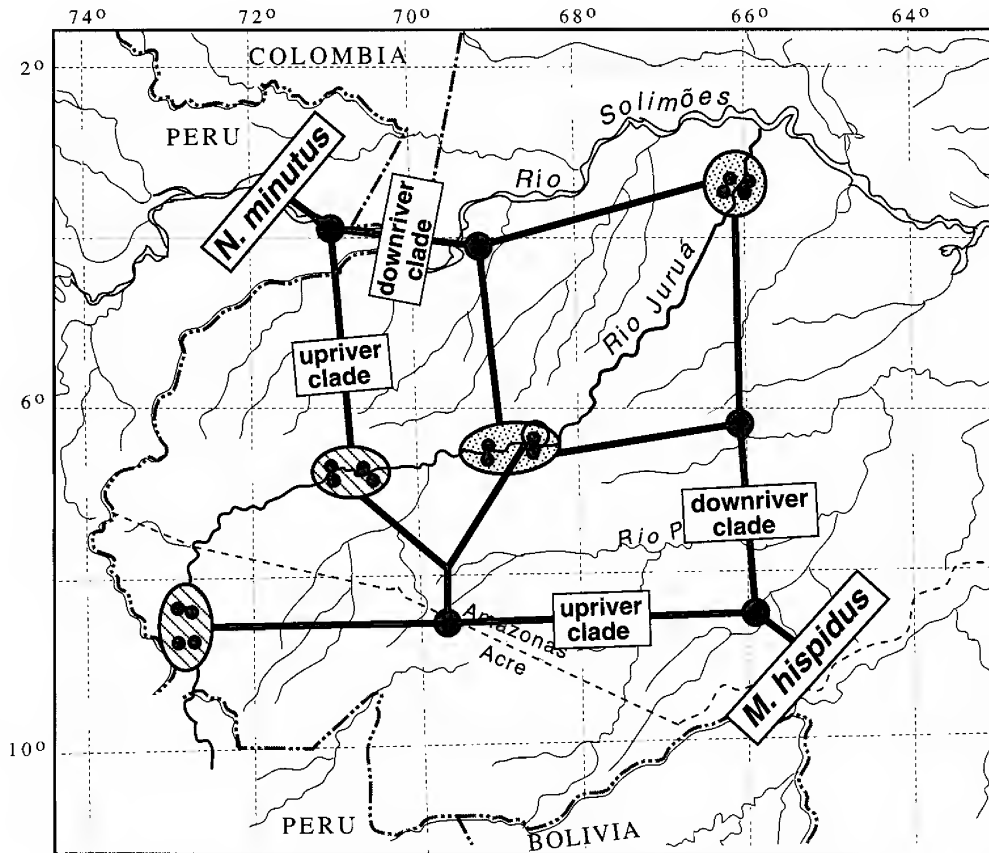 74° 72° 70° 68° 66° 64°
2°
COLOMBIA
PERU
Solimões
Rio
N. minutus
downriver
clade
Rio Juruá
upriver
clade
6°
downriver
clade
Rio P
Amazonas
Acre
upriver
clade
M. hispidus
10°
PERU
BOLIVIA